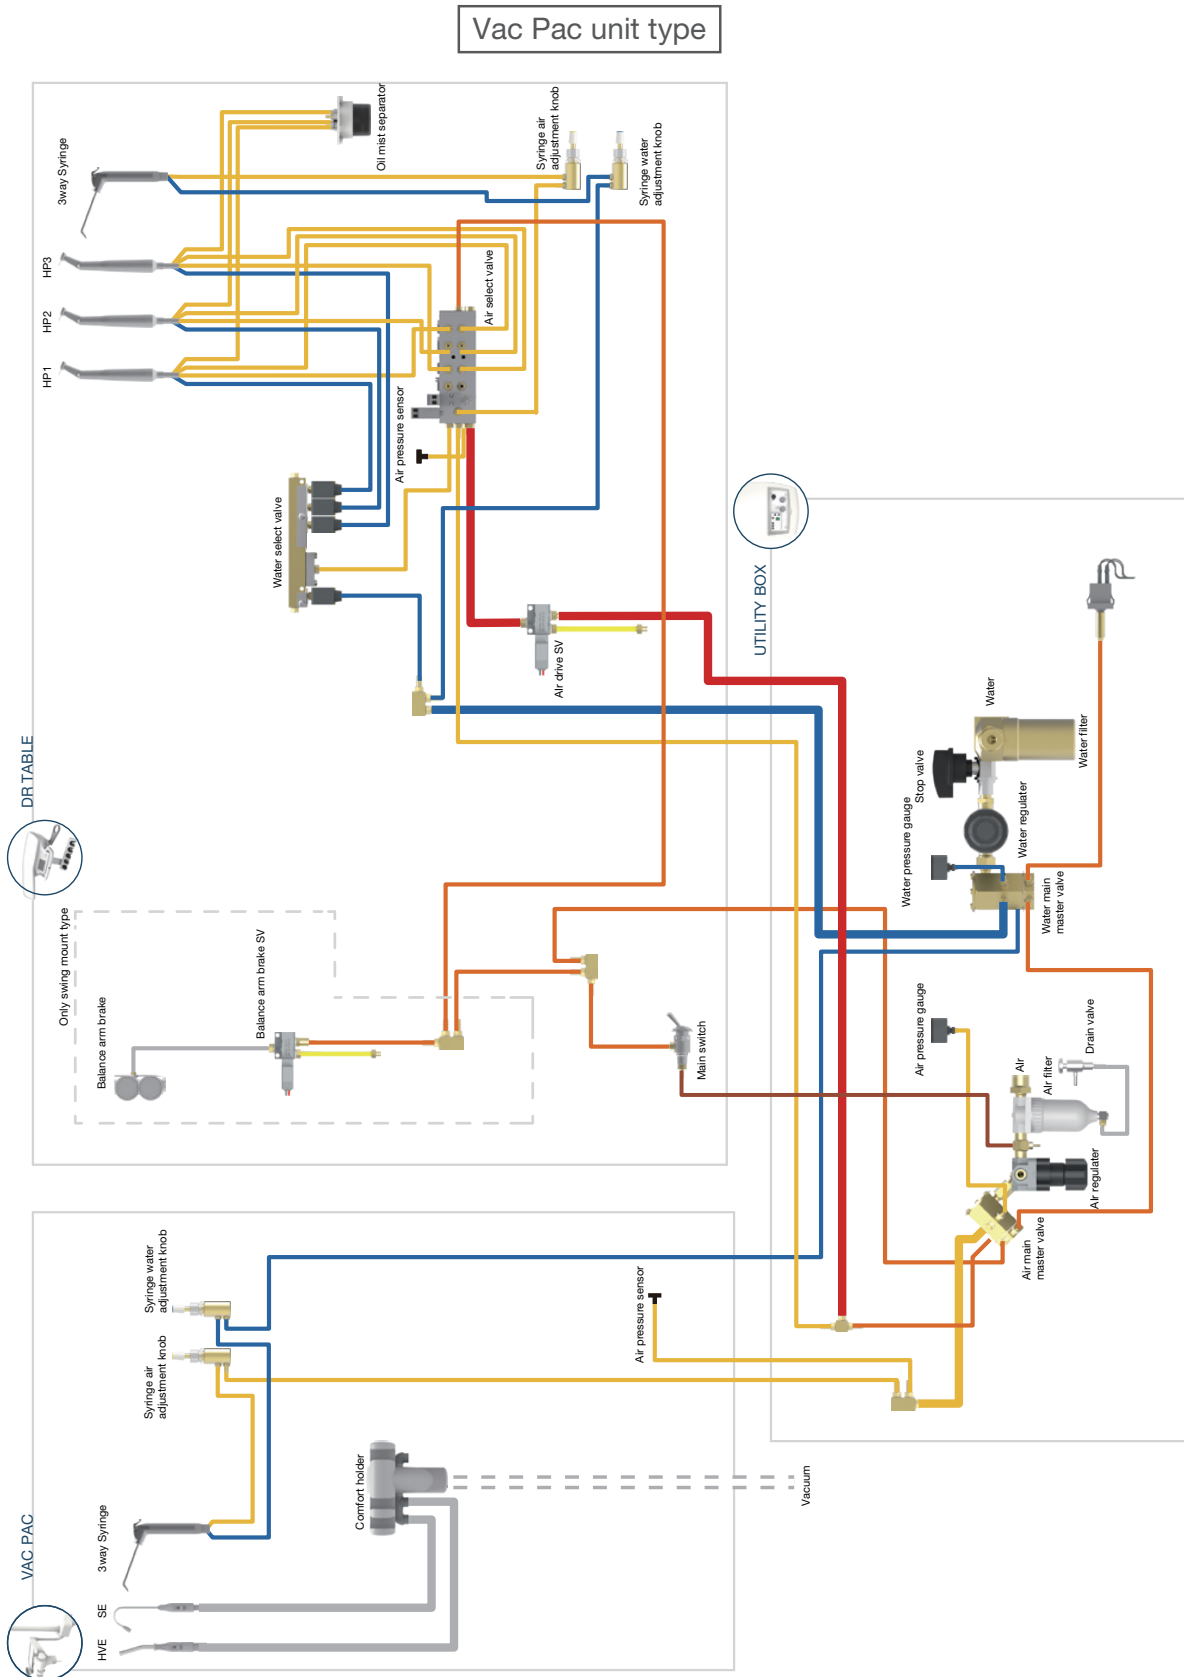 Vac Pac unit type
DR TABLE
3way Syringe
HP3
HP2
HP1
Oil mist separator
Syringe air
adjustment knob
Syringe water
adjustment knob
Air select valve
Air pressure sensor
Water select valve
AIr drive SV
Only swing mount type
Balance arm brake
Balance arm brake SV
Main switch
UTILITY BOX
Water
Water filter
Stop valve
Water regulater
Water pressure gauge
Water main
master valve
Air pressure gauge
Drain valve
AIr
AIr filter
AIr regulater
Air main
master valve
VAC PAC
Syringe water
adjustment knob
Syringe air
adjustment knob
Air pressure sensor
3way Syringe
SE
HVE
Comfort holder
Vacuum